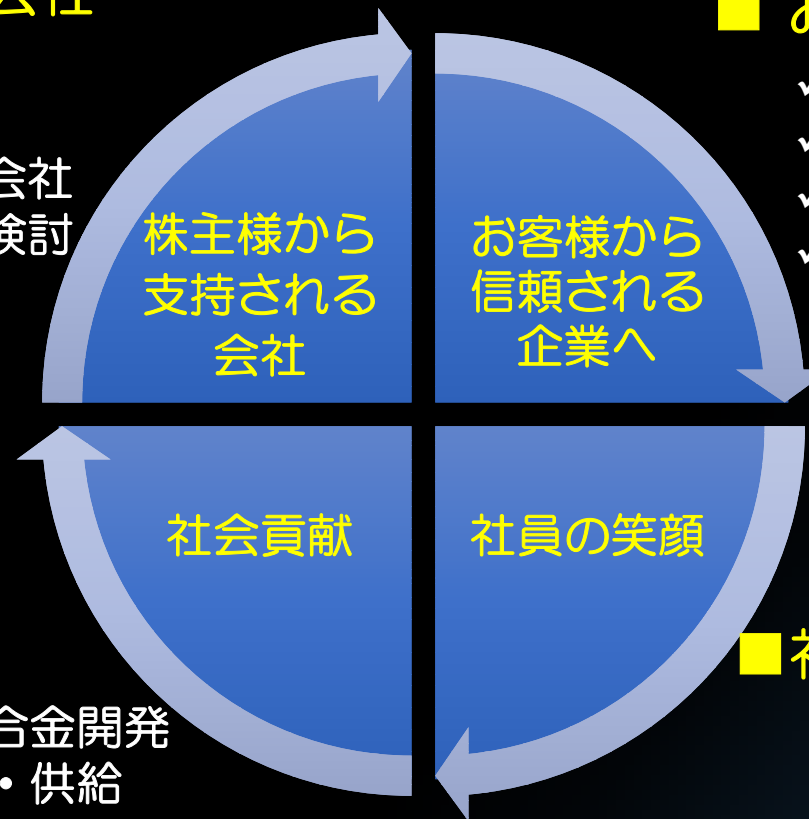 会社
■ お
会社
検討
株主様から
支持される
会社
お客様から
信頼される
企業へ
社会貢献
社員の笑顔
■社
合金開発
・供給